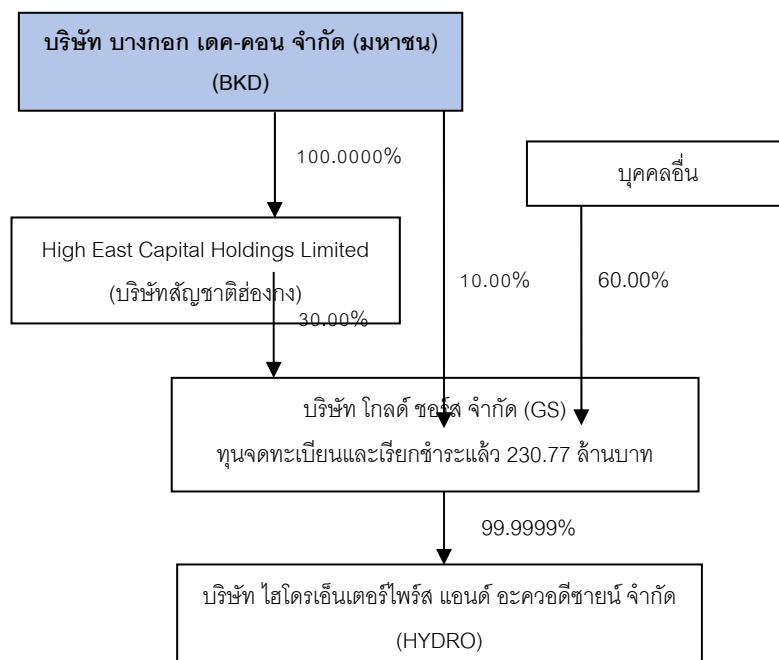 บริษัท บางกอก เดค-คอน จำกัด (มหาชน)
(BKD)
100.0000%
บุคคลอื่น
High East Capital Holdings Limited
(บริษัทสัญชาติฮ่องกง)
10.00%
60.00%
30.00%
บริษัท โกลด์ ชอร์ส จำกัด (GS)
ทุนจดทะเบียนและเรียกชำระแล้ว 230.77 ล้านบาท
99.9999%
บริษัท ไฮโดรเอ็นเตอร์ไพร์ส แอนด์ อะควอดีซายน์ จำกัด
(HYDRO)